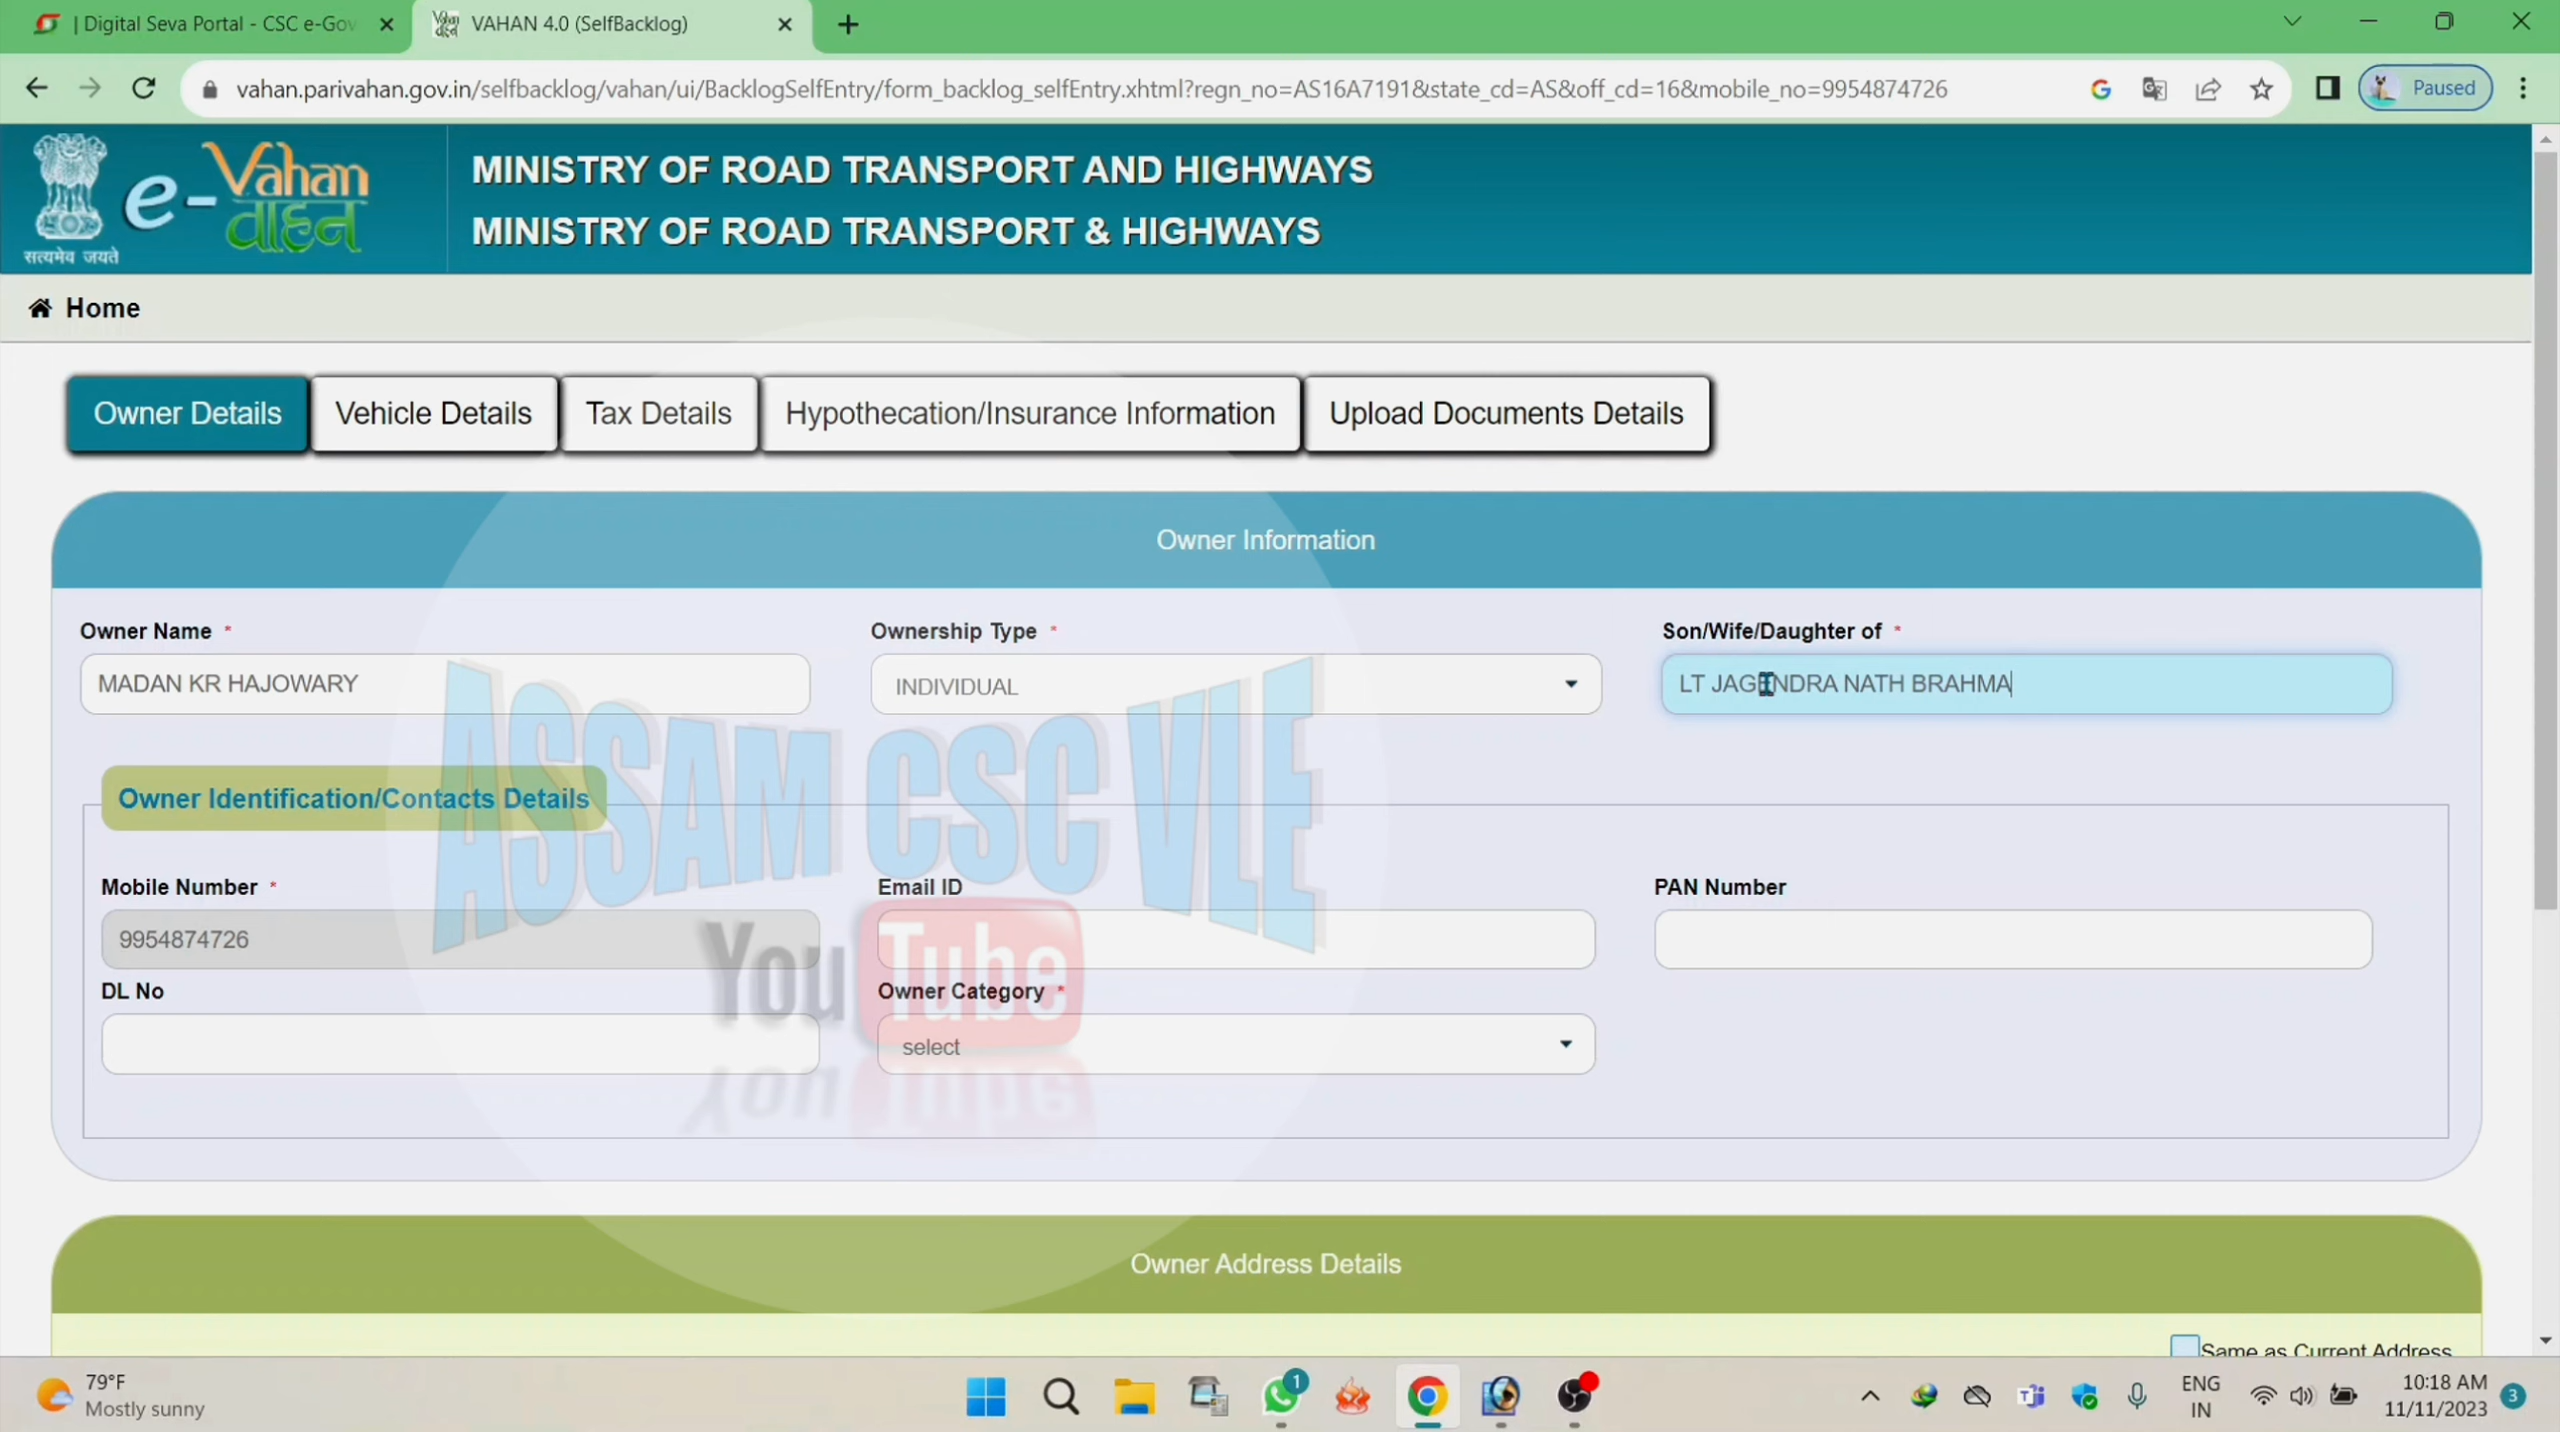 | Digital Seva Portal - CSC e-Gov
VAHAN 4.0 (SelfBacklog)
vahan.parivahan.gov.in/selfbacklog/vahan/ui/BacklogSelfEntry/form_backlog_selfEntry.xhtml?regn_no=AS16A7191&state_cd=AS&off_cd=16&mobile_no=9954874726
Paused
सत्यमेव जयते
e-Vahan
वाहन
MINISTRY OF ROAD TRANSPORT AND HIGHWAYS
MINISTRY OF ROAD TRANSPORT & HIGHWAYS
Home
Owner Details
Vehicle Details
Tax Details
Hypothecation/Insurance Information
Upload Documents Details
Owner Information
Owner Name *
Ownership Type *
Son/Wife/Daughter of *
MADAN KR HAJOWARY
INDIVIDUAL
LT JAGENDRA NATH BRAHMA
Owner Identification/Contacts Details
ASSAM CSC VLE
YouTube
Mobile Number *
Email ID
PAN Number
9954874726
DL No
Owner Category *
select
Owner Address Details
Same as Current Address
79°F
Mostly sunny
1
ENG
IN
10:18 AM
11/11/2023
3